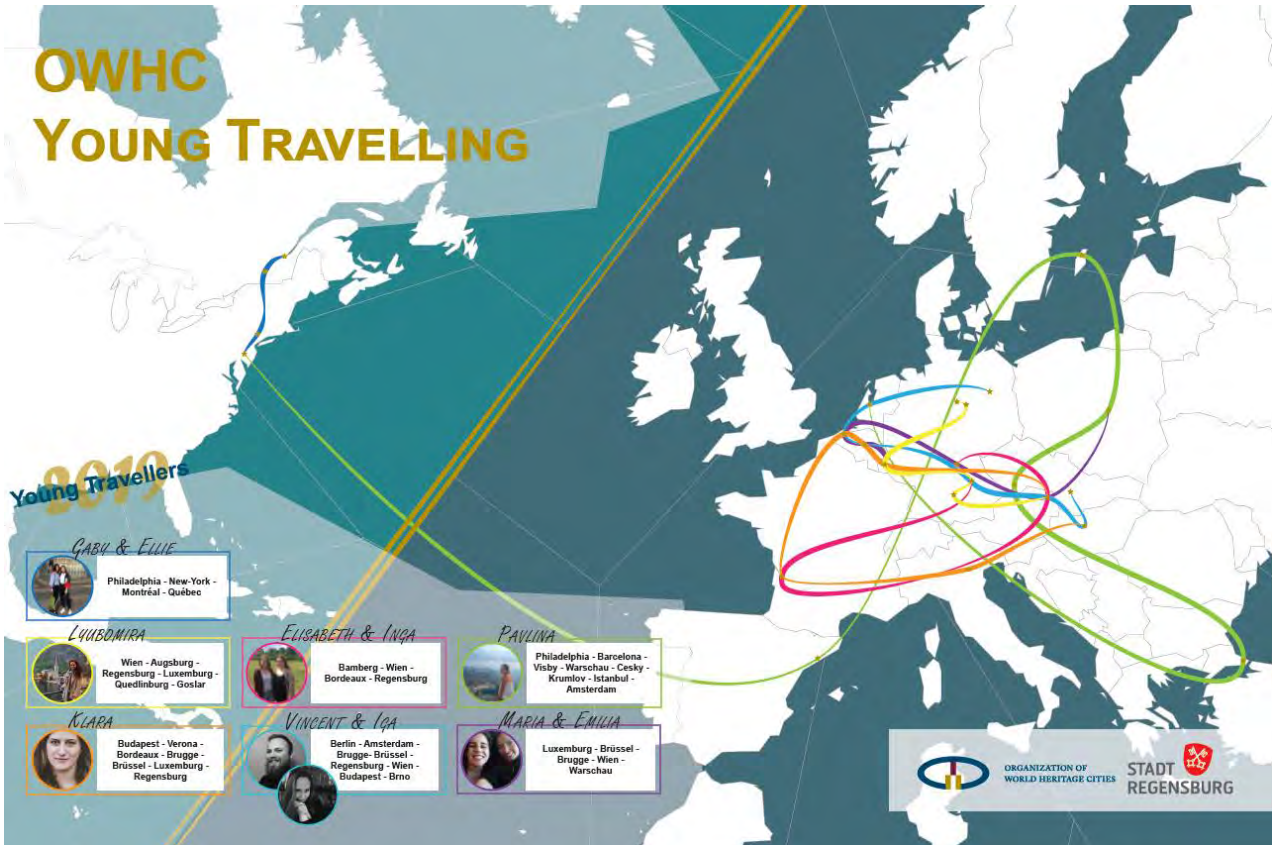 OWHC
YOUNG TRAVELLING
2019
Young Travellers
GABY & ELLIE
Philadelphia - New-York -
Montréal - Québec
LYUBOMIRA
Wien - Augsburg -
Regensburg - Luxemburg -
Quedlinburg - Goslar
ELISABETH & INGA
Bamberg - Wien -
Bordeaux - Regensburg
PAVLINA
Philadelphia - Barcelona -
Visby - Warschau - Cesky -
Krumlov - Istanbul -
Amsterdam
KLARA
Budapest - Verona -
Bordeaux - Brugge -
Brüssel - Luxemburg -
Regensburg
VINCENT & IGA
Berlin - Amsterdam -
Brugge- Brüssel -
Regensburg - Wien -
Budapest - Brno
MARIA & EMILIA
Luxemburg - Brüssel -
Brugge - Wien -
Warschau
ORGANIZATION OF
WORLD HERITAGE CITIES
STADT
REGENSBURG